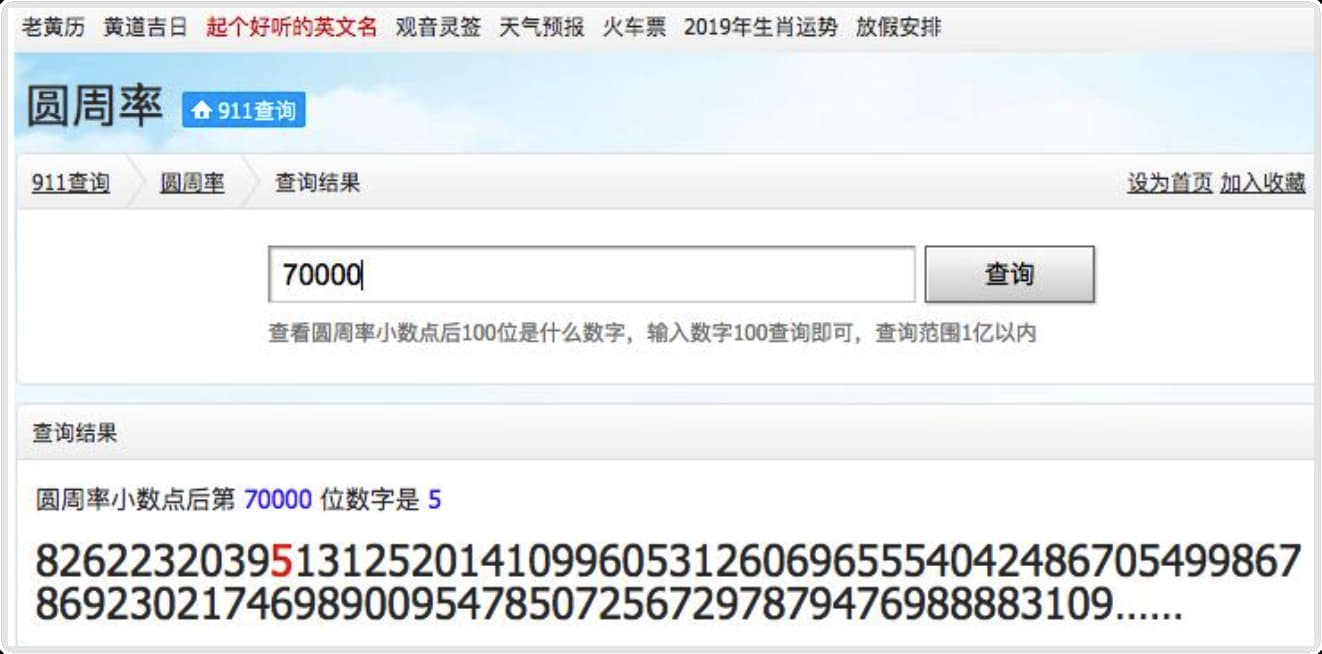 老黄历 黄道吉日 起个好听的英文名 观音灵签 天气预报 火车票 2019年生肖运势 放假安排
圆周率 911查询
911查询 圆周率 查询结果 设为首页 加入收藏
70000 查询
查看圆周率小数点后100位是什么数字，输入数字100查询即可，查询范围1亿以内
查询结果
圆周率小数点后第 70000 位数字是 5
826223203951312520141099605312606965554042486705499867
8692302174698900954785072567297879476988883109......